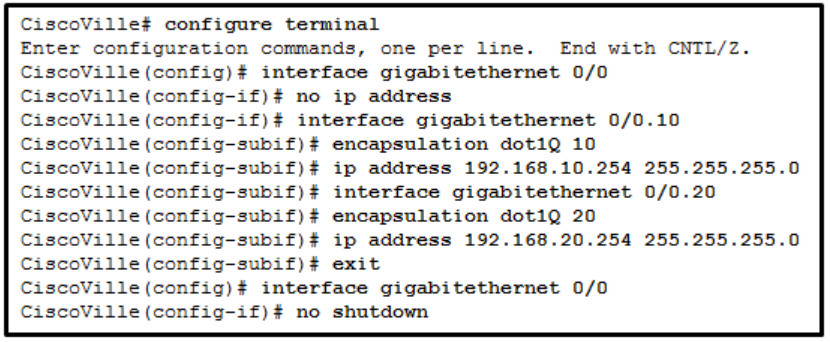 CiscoVille# configure terminal
Enter configuration commands, one per line.  End with CNTL/Z.
CiscoVille(config)# interface gigabitethernet 0/0
CiscoVille(config-if)# no ip address
CiscoVille(config-if)# interface gigabitethernet 0/0.10
CiscoVille(config-subif)# encapsulation dot1Q 10
CiscoVille(config-subif)# ip address 192.168.10.254 255.255.255.0
CiscoVille(config-subif)# interface gigabitethernet 0/0.20
CiscoVille(config-subif)# encapsulation dot1Q 20
CiscoVille(config-subif)# ip address 192.168.20.254 255.255.255.0
CiscoVille(config-subif)# exit
CiscoVille(config)# interface gigabitethernet 0/0
CiscoVille(config-if)# no shutdown